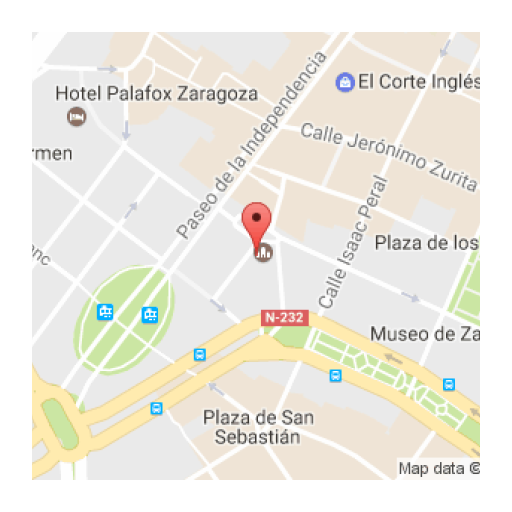 Hotel Palafox Zaragoza
El Corte Inglés
Paseo de la Independencia
Calle Jerónimo Zurita
rmen
Calle Isaac Peral
Plaza de los
enc
N-232
Museo de Za
Plaza de San
Sebastián
Map data ©